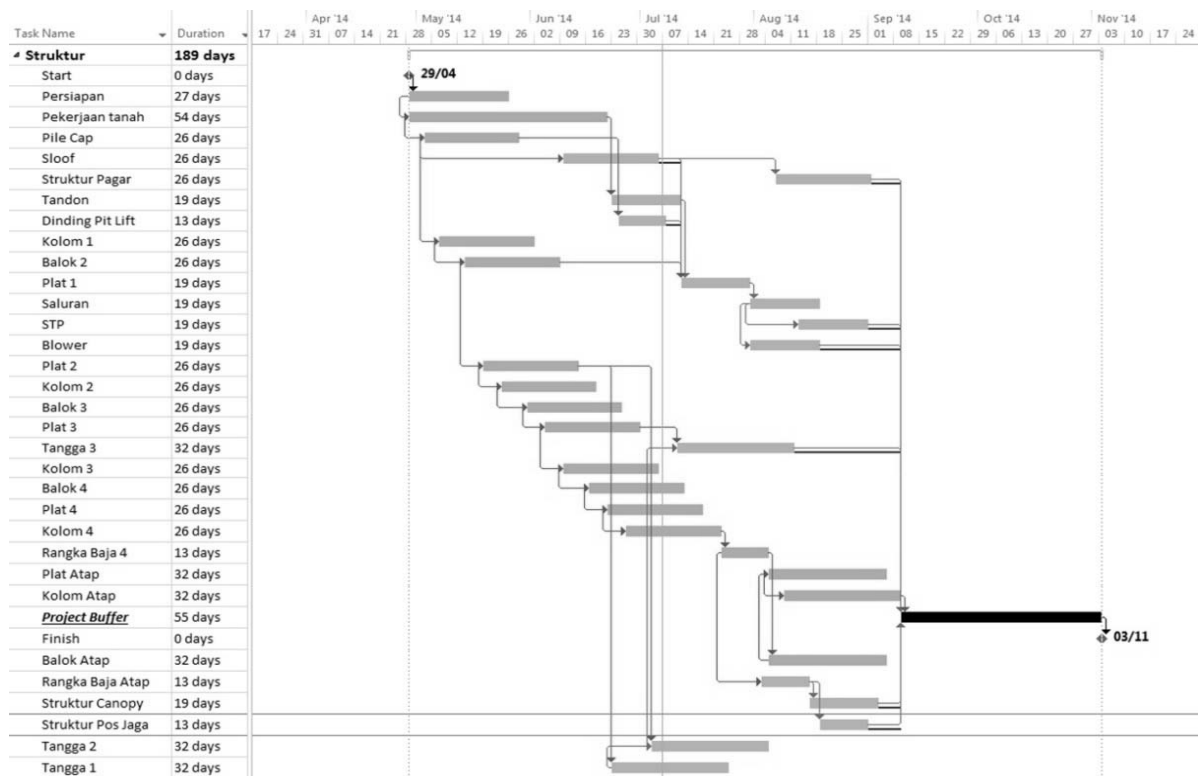 Apr '14 May '14 Jun '14 Jul '14 Aug '14 Sep '14 Oct '14 Nov '14
Task Name Duration 17 24 31 07 14 21 28 05 12 19 26 02 09 16 23 30 07 14 21 28 04 11 18 25 01 08 15 22 29 06 13 20 27 03 10 17 24
Struktur 189 days
Start 0 days 29/04
Persiapan 27 days
Pekerjaan tanah 54 days
Pile Cap 26 days
Sloof 26 days
Struktur Pagar 26 days
Tandon 19 days
Dinding Pit Lift 13 days
Kolom 1 26 days
Balok 2 26 days
Plat 1 19 days
Saluran 19 days
STP 19 days
Blower 19 days
Plat 2 26 days
Kolom 2 26 days
Balok 3 26 days
Plat 3 26 days
Tangga 3 32 days
Kolom 3 26 days
Balok 4 26 days
Plat 4 26 days
Kolom 4 26 days
Rangka Baja 4 13 days
Plat Atap 32 days
Kolom Atap 32 days
Project Buffer 55 days
Finish 0 days 03/11
Balok Atap 32 days
Rangka Baja Atap 13 days
Struktur Canopy 19 days
Struktur Pos Jaga 13 days
Tangga 2 32 days
Tangga 1 32 days